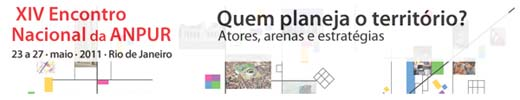 XIV Encontro
Nacional da ANPUR
23 a 27 · maio · 2011 · Rio de Janeiro
Quem planeja o território?
Atores, arenas e estratégias